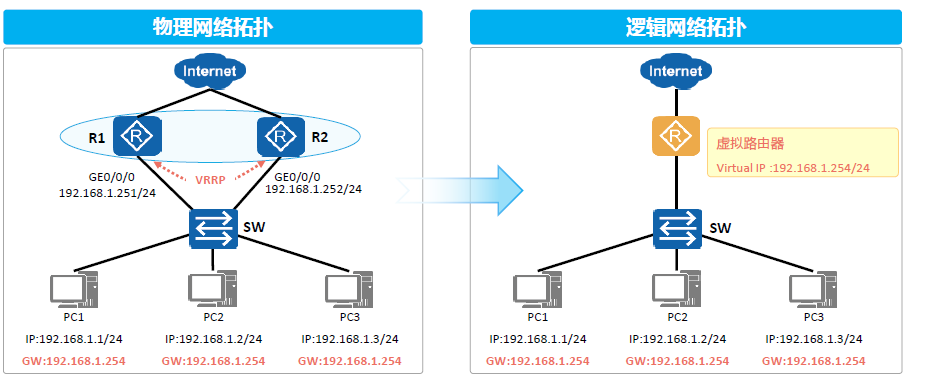 物理网络拓扑
Internet
R1
R2
VRRP
GE0/0/0
192.168.1.251/24
GE0/0/0
192.168.1.252/24
SW
PC1
PC2
PC3
IP:192.168.1.1/24
IP:192.168.1.2/24
IP:192.168.1.3/24
GW:192.168.1.254
GW:192.168.1.254
GW:192.168.1.254
逻辑网络拓扑
Internet
R
R
R
虚拟路由器
Virtual IP :192.168.1.254/24
SW
PC1
PC2
PC3
IP:192.168.1.1/24
IP:192.168.1.2/24
IP:192.168.1.3/24
GW:192.168.1.254
GW:192.168.1.254
GW:192.168.1.254